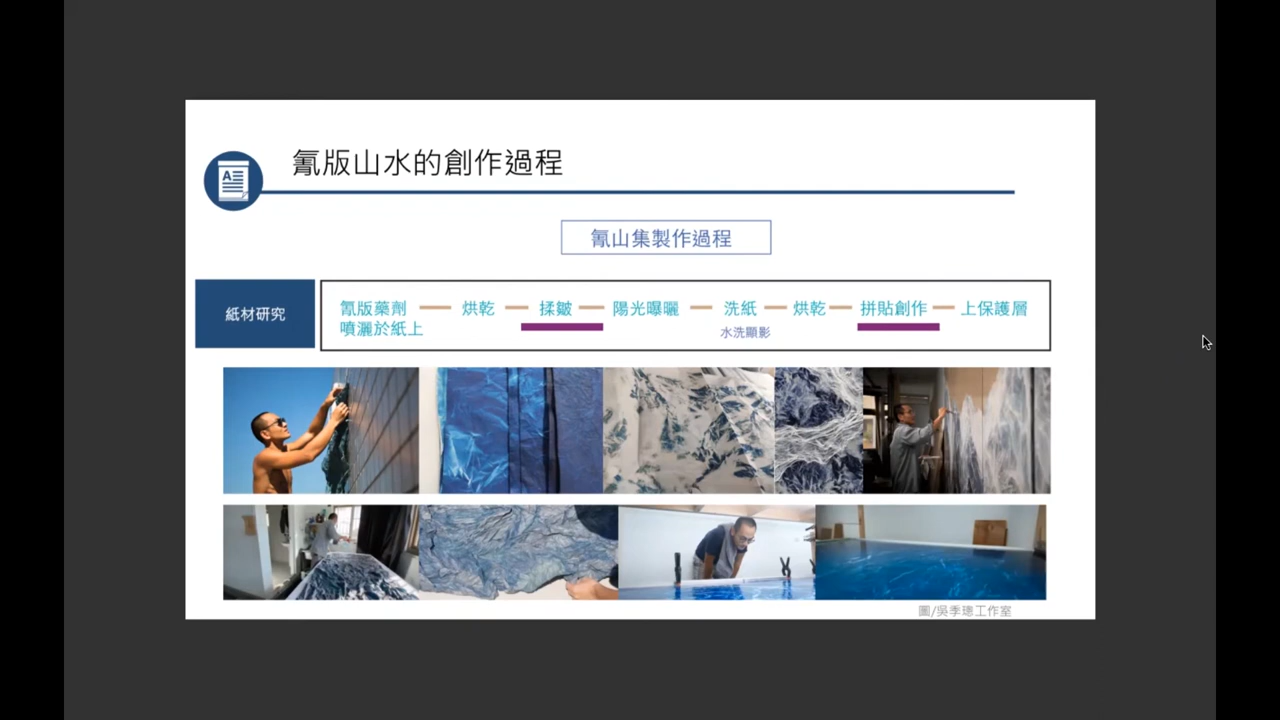 氰版山水的創作過程
氰山集製作過程
紙材研究
氰版藥劑 烘乾 揉皺 陽光曝曬 洗紙 烘乾 拼貼創作 上保護層
噴灑於紙上 水洗顯影
圖/吳季璁工作室